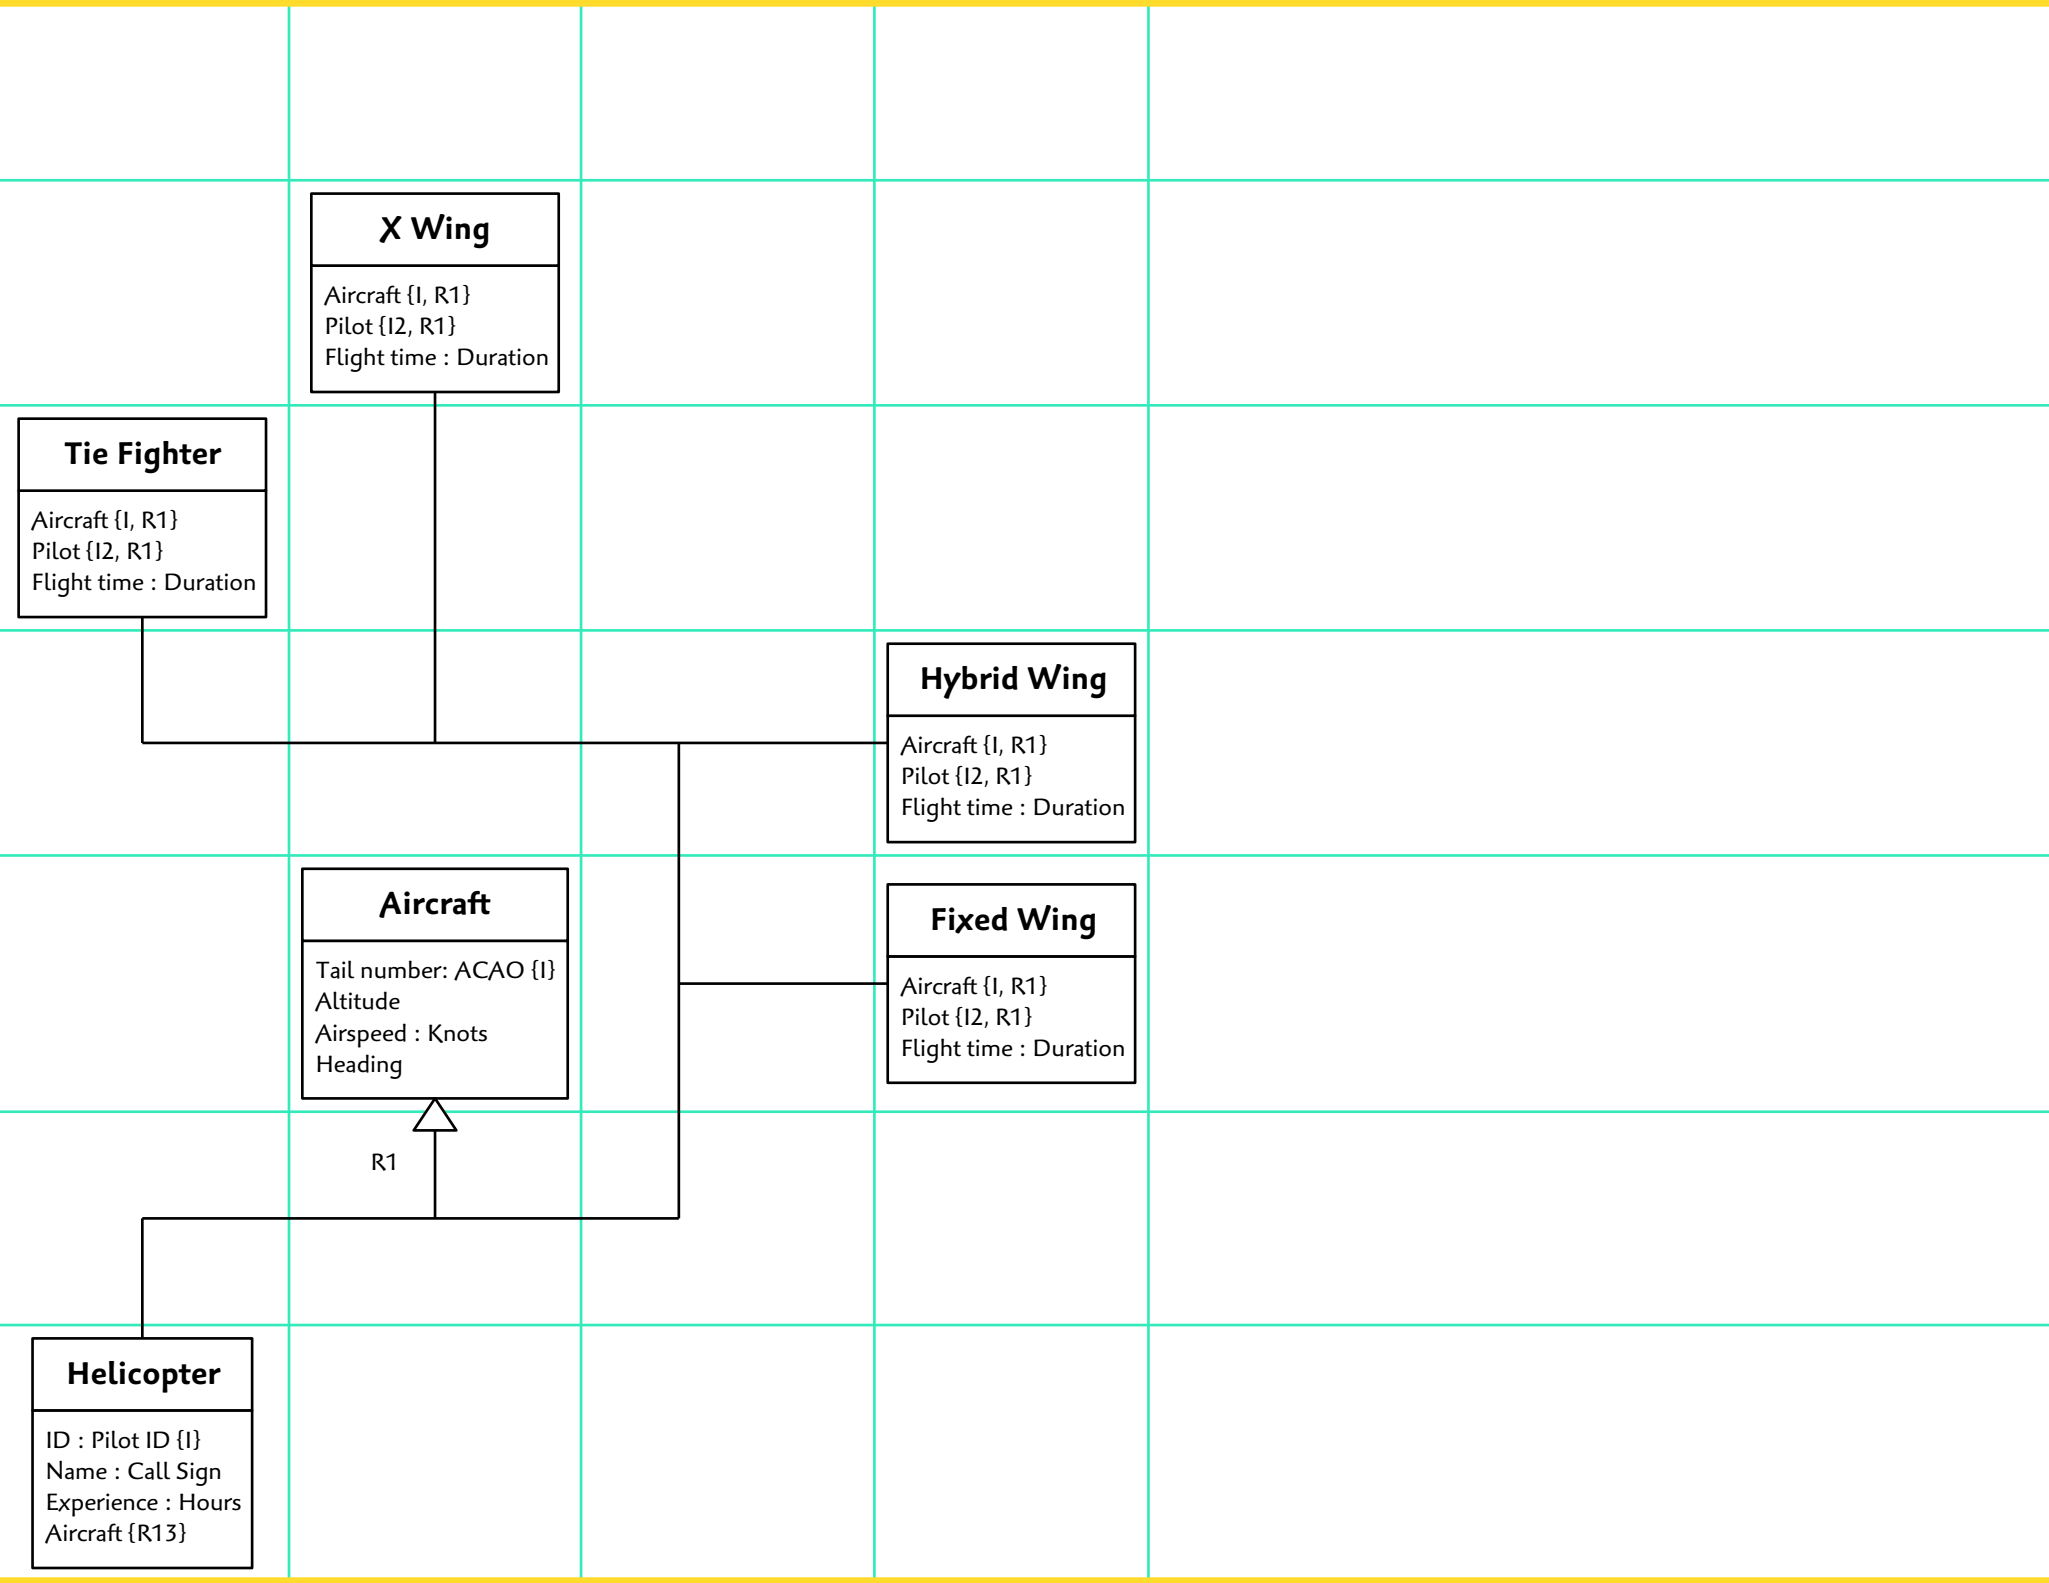 X Wing
Aircraft {I, R1}
Pilot {I2, R1}
Flight time : Duration
Tie Fighter
Aircraft {I, R1}
Pilot {I2, R1}
Flight time : Duration
Hybrid Wing
Aircraft {I, R1}
Pilot {I2, R1}
Flight time : Duration
Aircraft
Tail number: ACAO {I}
Altitude
Airspeed : Knots
Heading
Fixed Wing
Aircraft {I, R1}
Pilot {I2, R1}
Flight time : Duration
R1
Helicopter
ID : Pilot ID {I}
Name : Call Sign
Experience : Hours
Aircraft {R13}